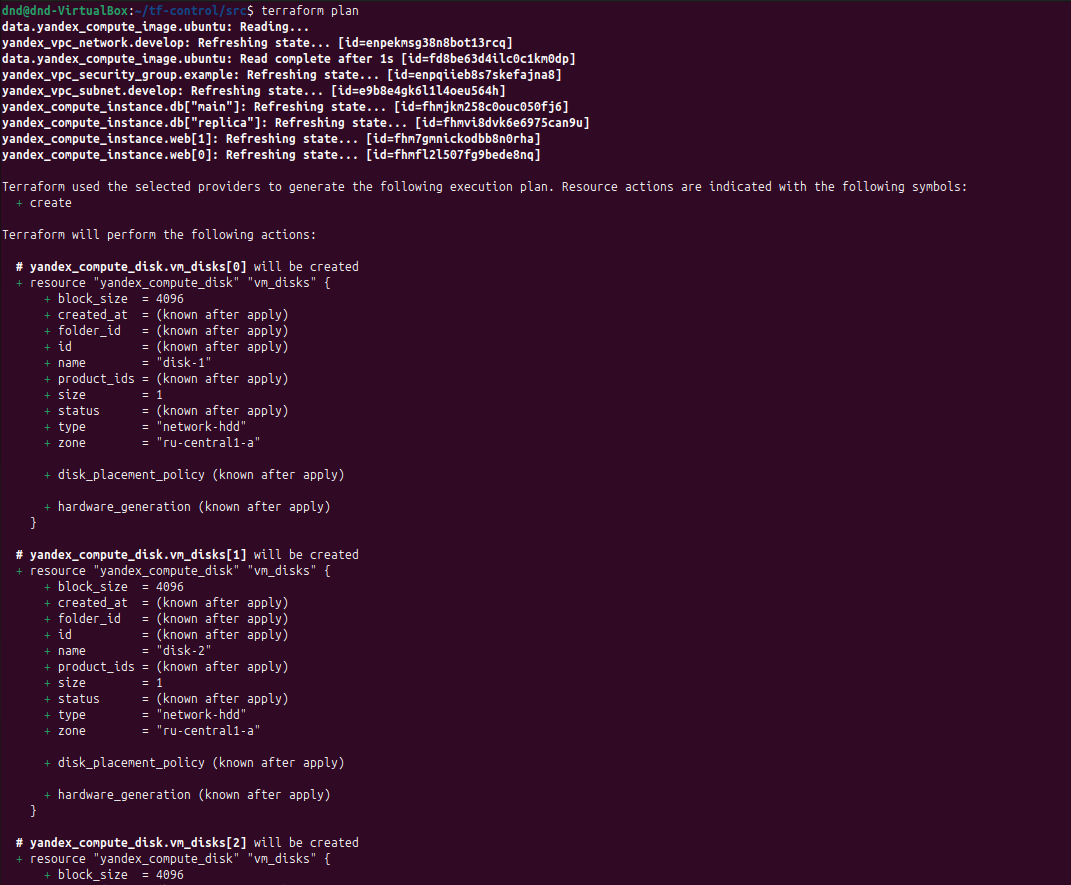 dnd@dnd-VirtualBox:~/tf-control/src$ terraform plan
data.yandex_compute_image.ubuntu: Reading...
yandex_vpc_network.develop: Refreshing state... [id=enpekmsg38n8bot13rcq]
data.yandex_compute_image.ubuntu: Read complete after 1s [id=fd8be63d4ilc0c1km0dp]
yandex_vpc_security_group.example: Refreshing state... [id=enpqiieb8s7skefajna8]
yandex_vpc_subnet.develop: Refreshing state... [id=e9b8e4gk6l1l4oeu564h]
yandex_compute_instance.db["main"]: Refreshing state... [id=fhmjkm258c0ouc050fj6]
yandex_compute_instance.db["replica"]: Refreshing state... [id=fhmvi8dvk6e6975can9u]
yandex_compute_instance.web[1]: Refreshing state... [id=fhm7gmnickodbb8n0rha]
yandex_compute_instance.web[0]: Refreshing state... [id=fhmfl2l507fg9bede8nq]

Terraform used the selected providers to generate the following execution plan. Resource actions are indicated with the following symbols:
  + create

Terraform will perform the following actions:

  # yandex_compute_disk.vm_disks[0] will be created
  + resource "yandex_compute_disk" "vm_disks" {
      + block_size  = 4096
      + created_at  = (known after apply)
      + folder_id   = (known after apply)
      + id          = (known after apply)
      + name        = "disk-1"
      + product_ids = (known after apply)
      + size        = 1
      + status      = (known after apply)
      + type        = "network-hdd"
      + zone        = "ru-central1-a"

      + disk_placement_policy (known after apply)

      + hardware_generation (known after apply)
    }

  # yandex_compute_disk.vm_disks[1] will be created
  + resource "yandex_compute_disk" "vm_disks" {
      + block_size  = 4096
      + created_at  = (known after apply)
      + folder_id   = (known after apply)
      + id          = (known after apply)
      + name        = "disk-2"
      + product_ids = (known after apply)
      + size        = 1
      + status      = (known after apply)
      + type        = "network-hdd"
      + zone        = "ru-central1-a"

      + disk_placement_policy (known after apply)

      + hardware_generation (known after apply)
    }

  # yandex_compute_disk.vm_disks[2] will be created
  + resource "yandex_compute_disk" "vm_disks" {
      + block_size  = 4096